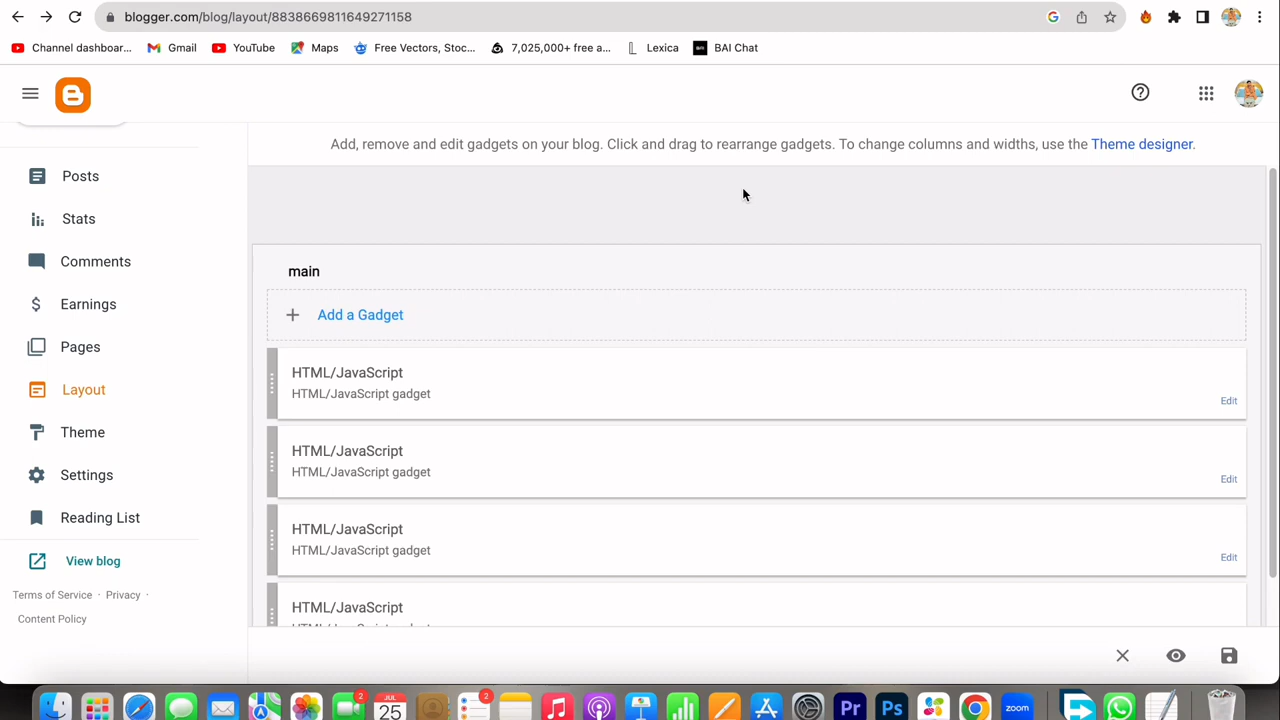 blogger.com/blog/layout/8838669811649271158
Channel dashboar...
Gmail
YouTube
Maps
Free Vectors, Stoc...
7,025,000+ free a...
Lexica
BAI Chat
Add, remove and edit gadgets on your blog. Click and drag to rearrange gadgets. To change columns and widths, use the Theme designer.
Posts
Stats
Comments
Earnings
Pages
Layout
Theme
Settings
Reading List
View blog
Terms of Service · Privacy ·
Content Policy
main
Add a Gadget
HTML/JavaScript
HTML/JavaScript gadget
Edit
HTML/JavaScript
HTML/JavaScript gadget
Edit
HTML/JavaScript
HTML/JavaScript gadget
Edit
HTML/JavaScript
2
JUL
25
2
Pr
Ps
zoom